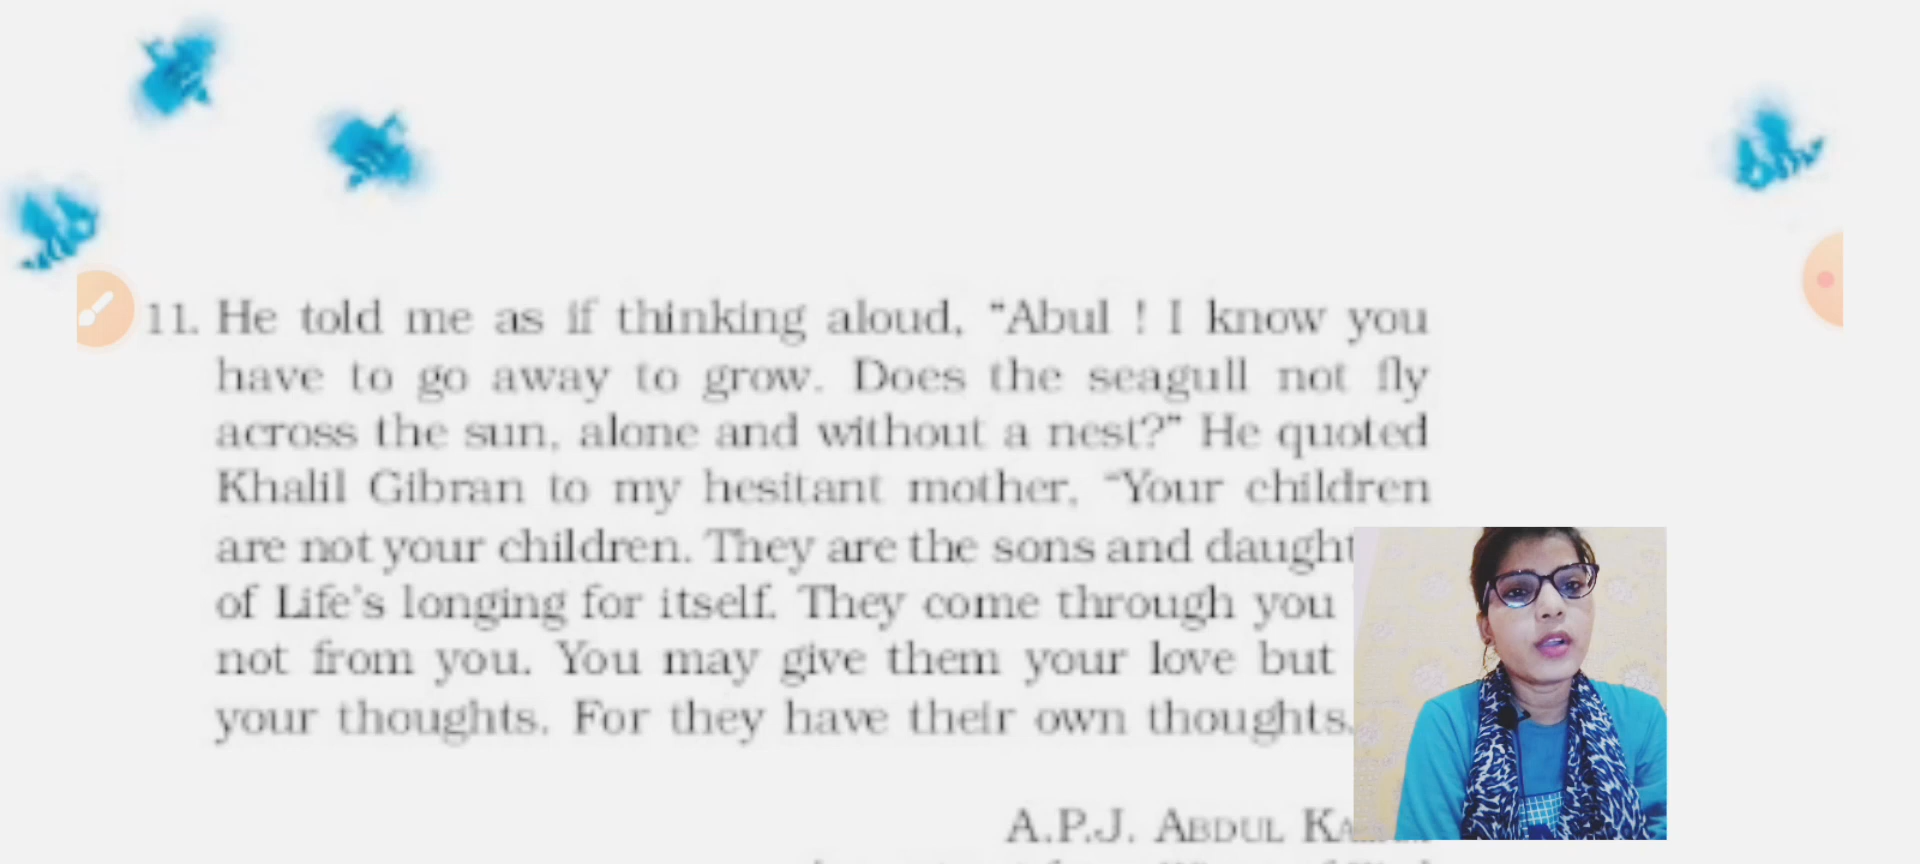 11. He told me as if thinking aloud, “Abul ! I know you
have to go away to grow. Does the seagull not fly
across the sun, alone and without a nest?” He quoted
Khalil Gibran to my hesitant mother, “Your children
are not your children. They are the sons and daught
of Life’s longing for itself. They come through you
not from you. You may give them your love but
your thoughts. For they have their own thoughts.
A.P.J. ABDUL KA